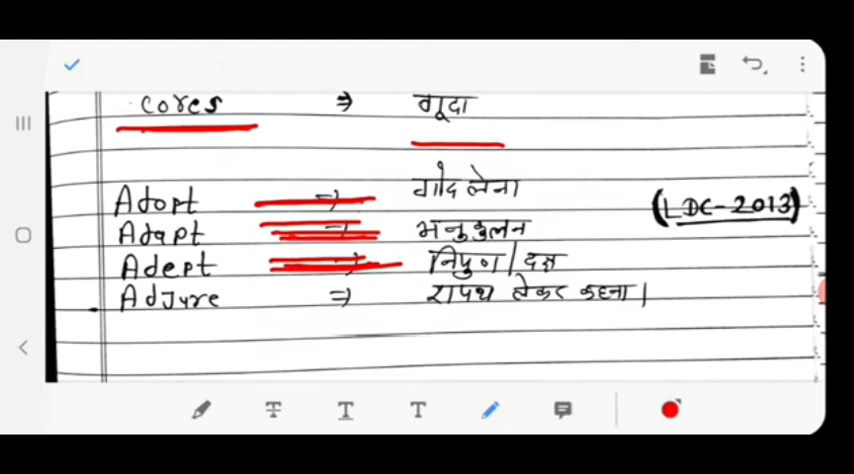 Cores ⇒ गूदा
Adopt ⇒ गोद लेना
(LDC-2013)
Adapt ⇒ अनुकुलन
Adept ⇒ निपुण/दक्ष
Adjure ⇒ शपथ लेकर कहना।